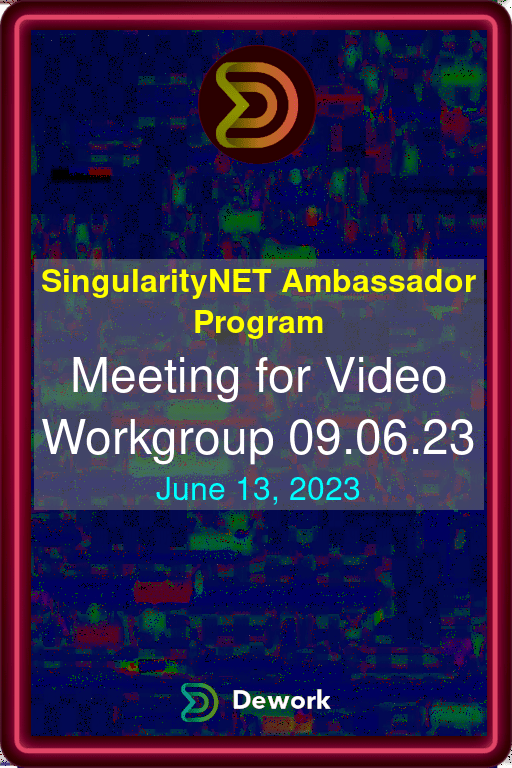 SingularityNET Ambassador
Program
Meeting for Video
Workgroup 09.06.23
June 13, 2023
Dework